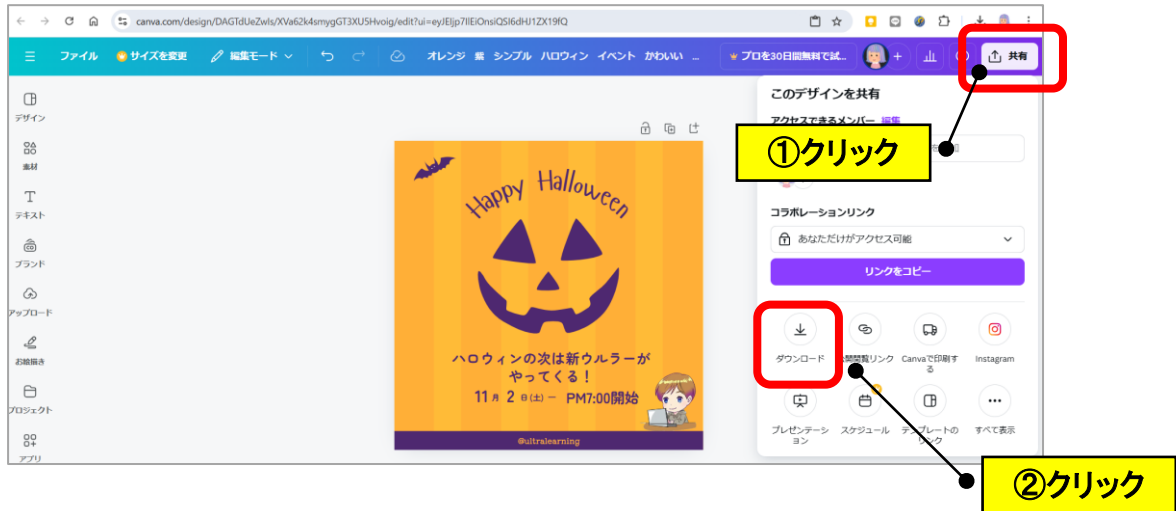 canva.com/design/DAGTdUeZwls/XVa62k4smygGT3XU5Hvoig/edit?ui=eyJEIjp7IlEiOnsiQSI6dHJ1ZX19fQ
ファイル
サイズを変更
編集モード
オレンジ 紫 シンプル ハロウィン イベント かわいい ...
プロを30日間無料で試...
共有
デザイン
素材
テキスト
ブランド
アップロード
お絵描き
プロジェクト
アプリ
Happy Halloween
ハロウィンの次は新ウルラーが
やってくる！
11月 2 日(土) ー PM7:00開始
@ultralearning
このデザインを共有
アクセスできるメンバー 編集
①クリック
コラボレーションリンク
あなただけがアクセス可能
リンクをコピー
ダウンロード
開閲覧リンク
Canvaで印刷す
る
Instagram
プレゼンテーシ
ョン
スケジュール
テンプレートの
リンク
すべて表示
②クリック